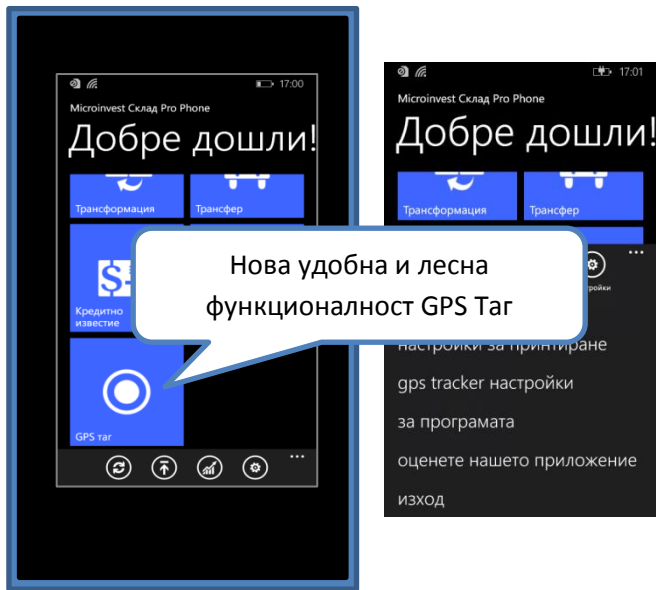 17:00
Microinvest Склад Pro Phone
Добре дошли!
Трансформация
Трансфер
Кредитно
известие
GPS таг
Нова удобна и лесна
функционалност GPS Таг
17:01
Microinvest Склад Pro Phone
Добре дошли!
Трансформация
Трансфер
настройки за принтиране
gps tracker настройки
за програмата
оценете нашето приложение
изход